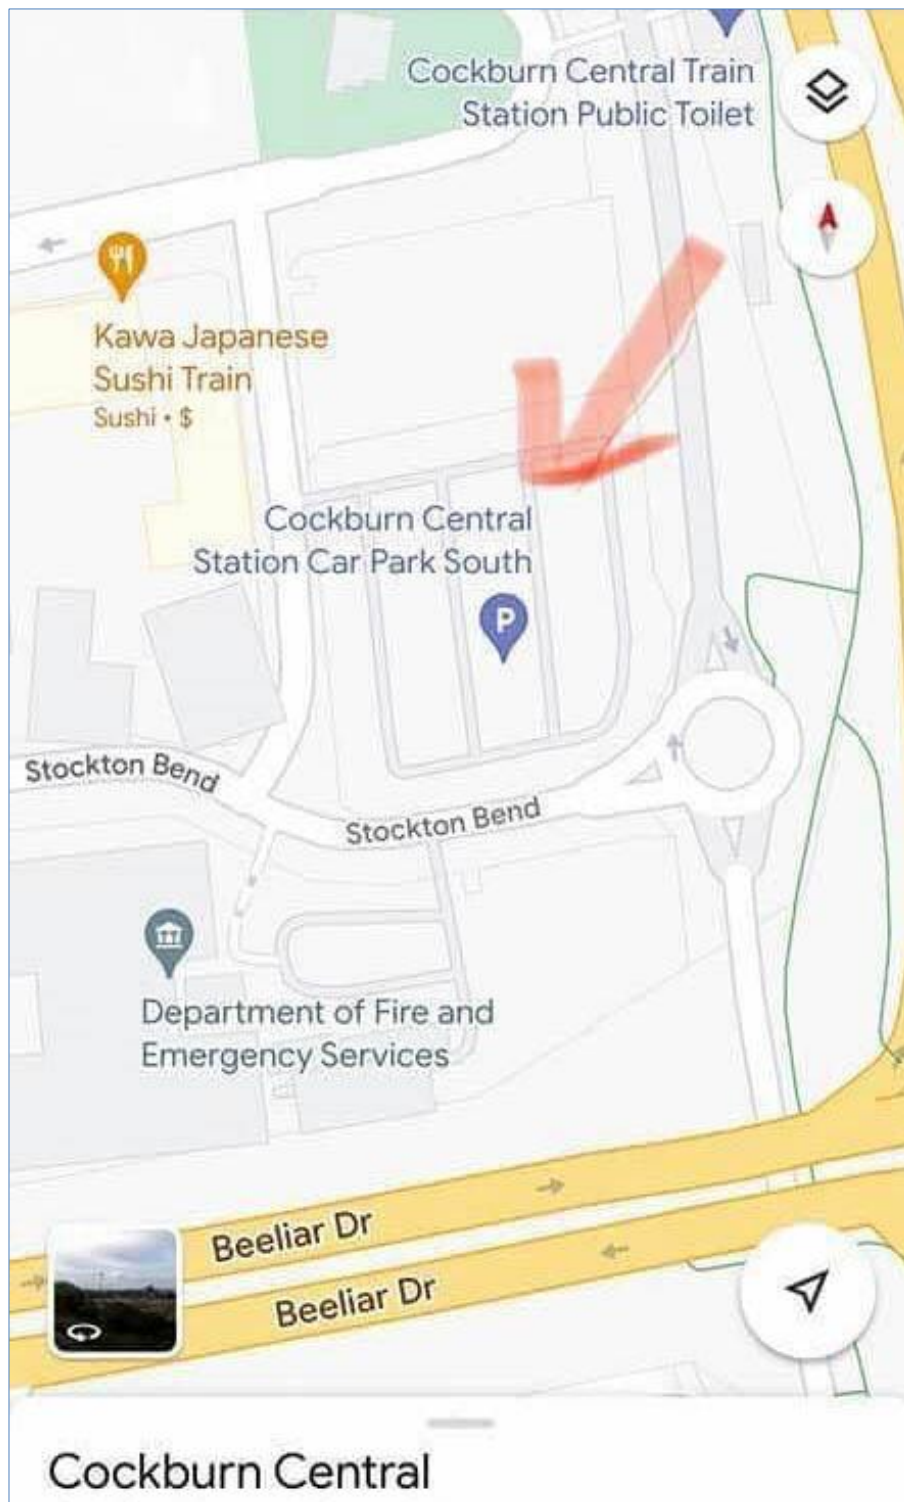 Cockburn Central Train
Station Public Toilet
Kawa Japanese
Sushi Train
Sushi • $
Cockburn Central
Station Car Park South
P
Stockton Bend
Stockton Bend
Department of Fire and
Emergency Services
Beeliar Dr
Beeliar Dr
Cockburn Central